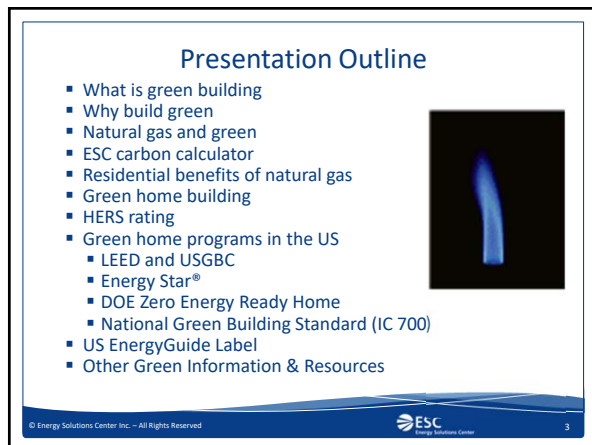 Presentation Outline
▪ What is green building
▪ Why build green
▪ Natural gas and green
▪ ESC carbon calculator
▪ Residential benefits of natural gas
▪ Green home building
▪ HERS rating
▪ Green home programs in the US
▪ LEED and USGBC
▪ Energy Star®
▪ DOE Zero Energy Ready Home
▪ National Green Building Standard (IC 700)
▪ US EnergyGuide Label
▪ Other Green Information & Resources
© Energy Solutions Center Inc. – All Rights Reserved
ESC
Energy Solutions Center
3